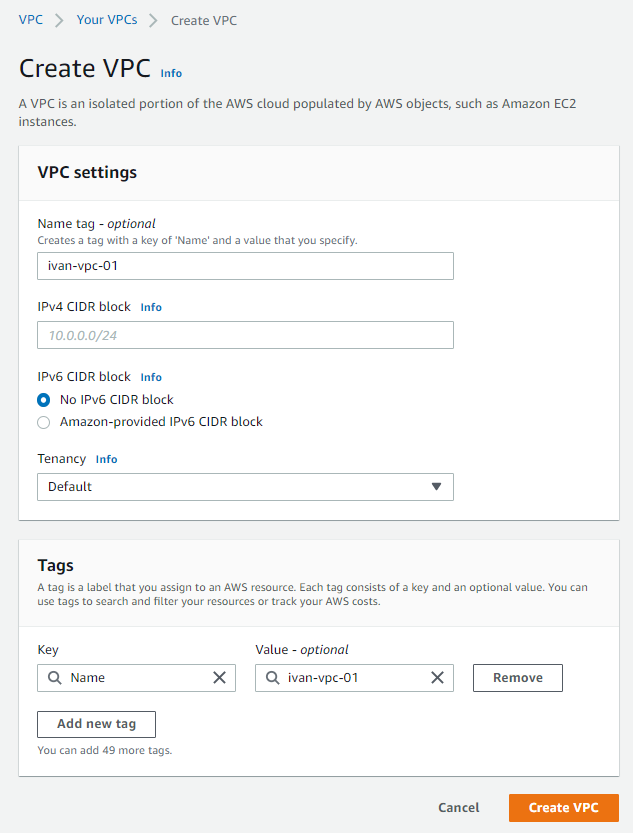 VPC > Your VPCs > Create VPC
Create VPC Info
A VPC is an isolated portion of the AWS cloud populated by AWS objects, such as Amazon EC2
instances.
VPC settings
Name tag - optional
Creates a tag with a key of 'Name' and a value that you specify.
ivan-vpc-01
IPv4 CIDR block Info
10.0.0.0/24
IPv6 CIDR block Info
No IPv6 CIDR block
Amazon-provided IPv6 CIDR block
Tenancy Info
Default
Tags
A tag is a label that you assign to an AWS resource. Each tag consists of a key and an optional value. You can
use tags to search and filter your resources or track your AWS costs.
Key Value - optional
Name ivan-vpc-01 Remove
Add new tag
You can add 49 more tags.
Cancel Create VPC